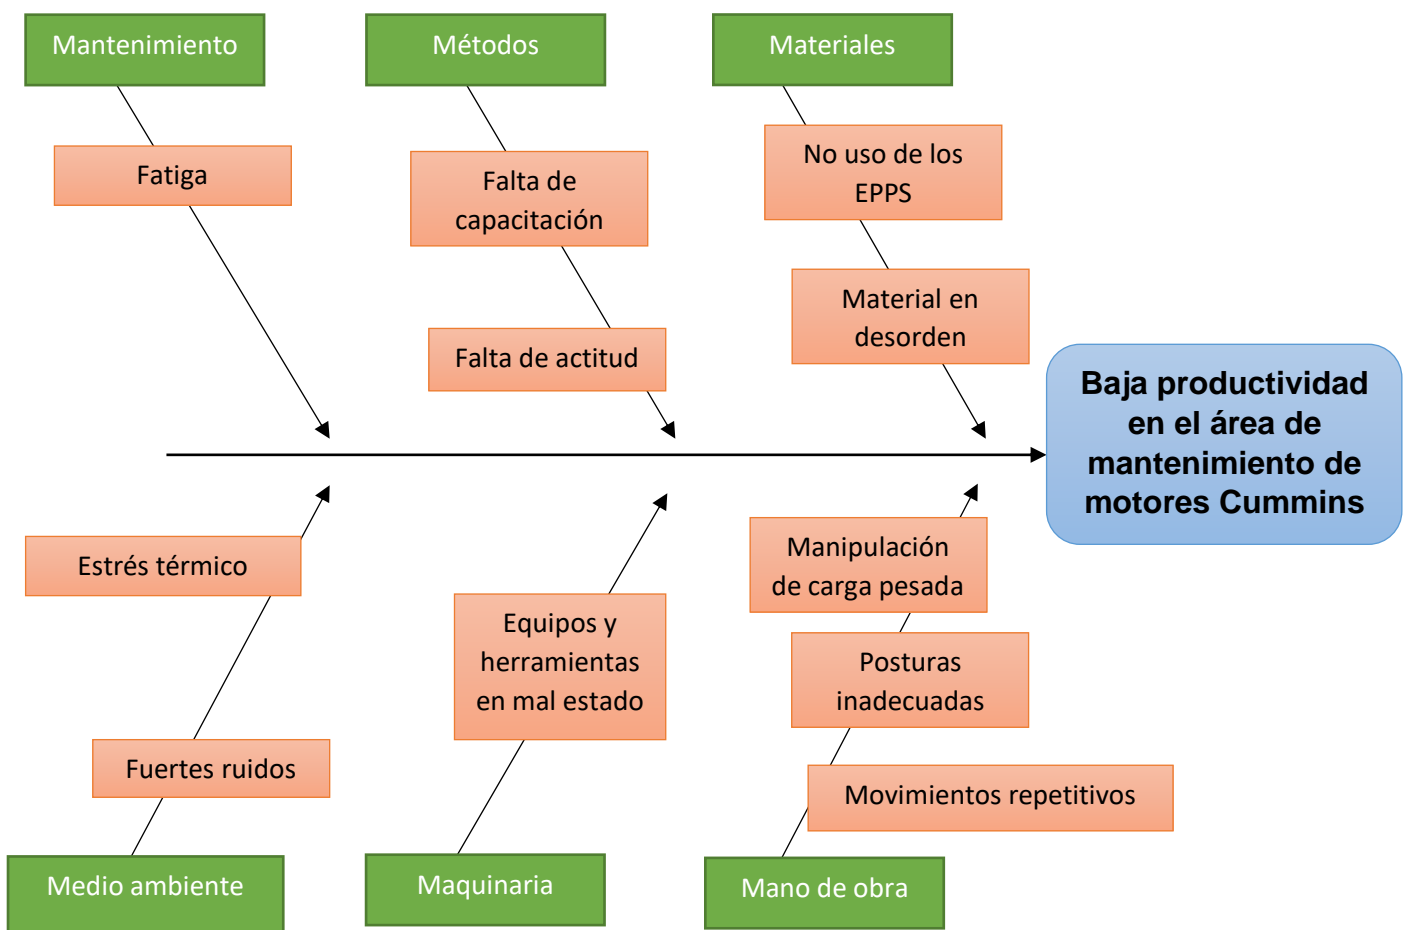 Mantenimiento
Métodos
Materiales
Fatiga
Falta de
capacitación
No uso de los
EPPS
Falta de actitud
Material en
desorden
Baja productividad
en el área de
mantenimiento de
motores Cummins
Estrés térmico
Fuertes ruidos
Equipos y
herramientas
en mal estado
Manipulación
de carga pesada
Posturas
inadecuadas
Movimientos repetitivos
Medio ambiente
Maquinaria
Mano de obra